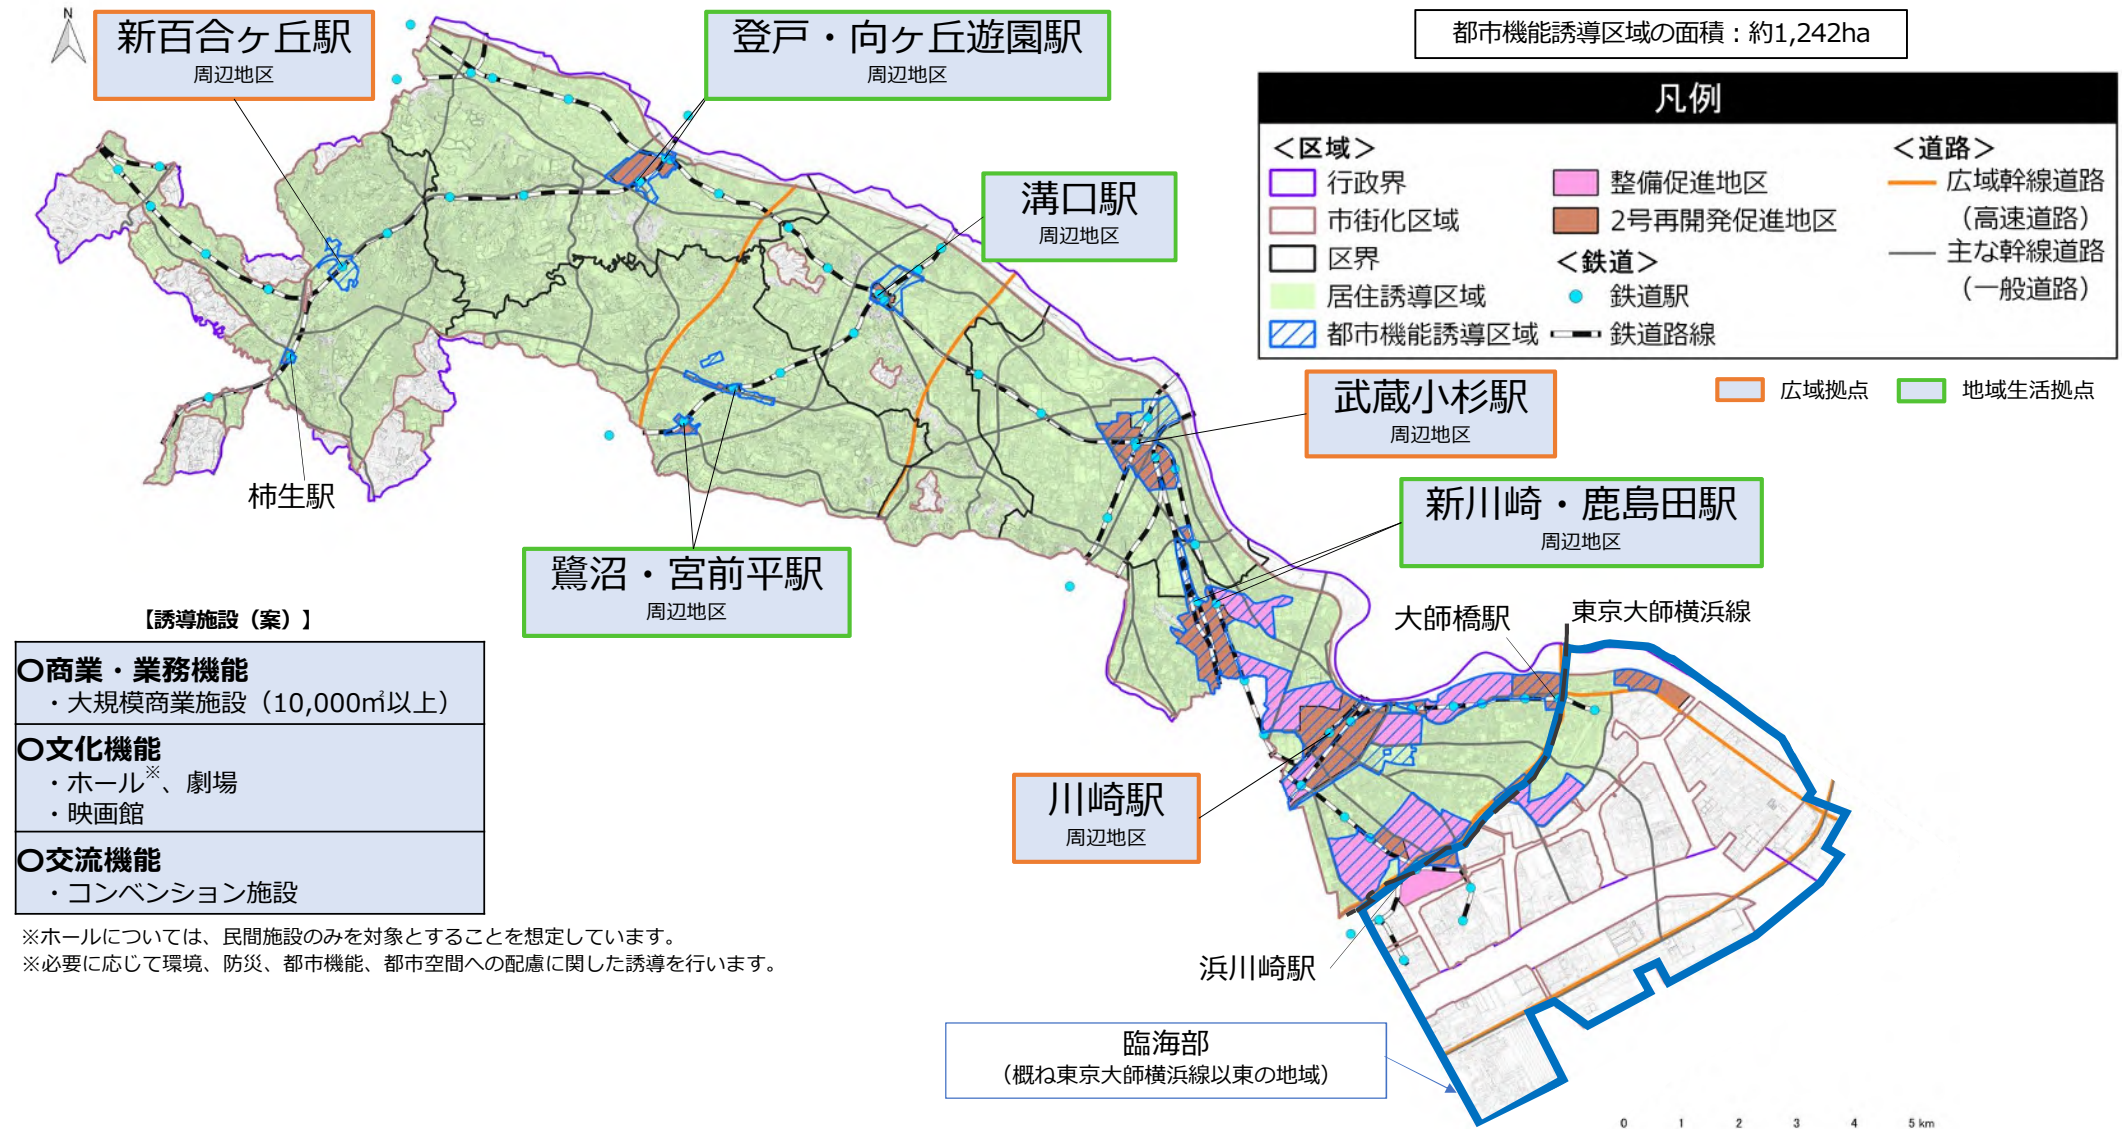 N
新百合ヶ丘駅
周辺地区
登戸・向ヶ丘遊園駅
周辺地区
都市機能誘導区域の面積：約1,242ha
凡例
＜区域＞
行政界
市街化区域
区界
居住誘導区域
都市機能誘導区域
整備促進地区
2号再開発促進地区
＜鉄道＞
鉄道駅
鉄道路線
＜道路＞
広域幹線道路
（高速道路）
主な幹線道路
（一般道路）
広域拠点
地域生活拠点
溝口駅
周辺地区
武蔵小杉駅
周辺地区
柿生駅
新川崎・鹿島田駅
周辺地区
鷺沼・宮前平駅
周辺地区
大師橋駅
東京大師横浜線
川崎駅
周辺地区
浜川崎駅
臨海部
（概ね東京大師横浜線以東の地域）
【誘導施設（案）】
〇商業・業務機能
・大規模商業施設（10,000㎡以上）
〇文化機能
・ホール※、劇場
・映画館
〇交流機能
・コンベンション施設
※ホールについては、民間施設のみを対象とすることを想定しています。
※必要に応じて環境、防災、都市機能、都市空間への配慮に関した誘導を行います。
0 1 2 3 4 5 km